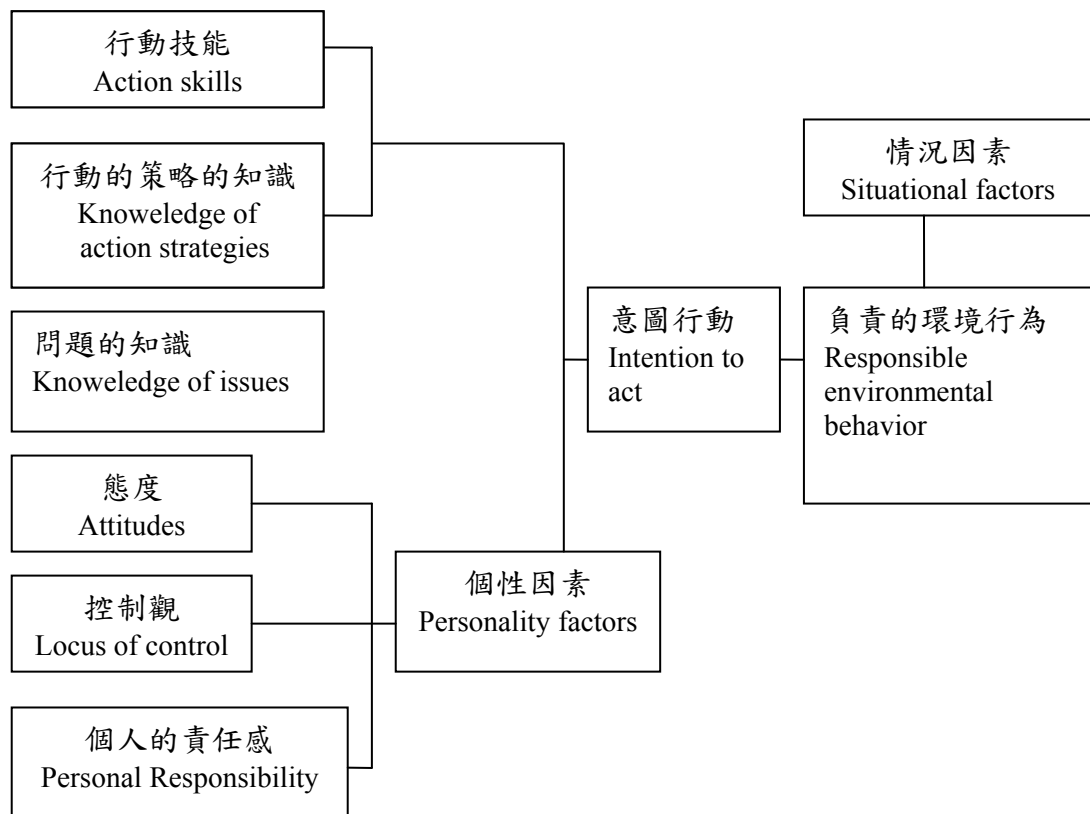 行動技能
Action skills
行動的策略的知識
Knoweledge of
action strategies
問題的知識
Knoweledge of issues
態度
Attitudes
控制觀
Locus of control
個人的責任感
Personal Responsibility
個性因素
Personality factors
意圖行動
Intention to
act
情況因素
Situational factors
負責的環境行為
Responsible
environmental
behavior